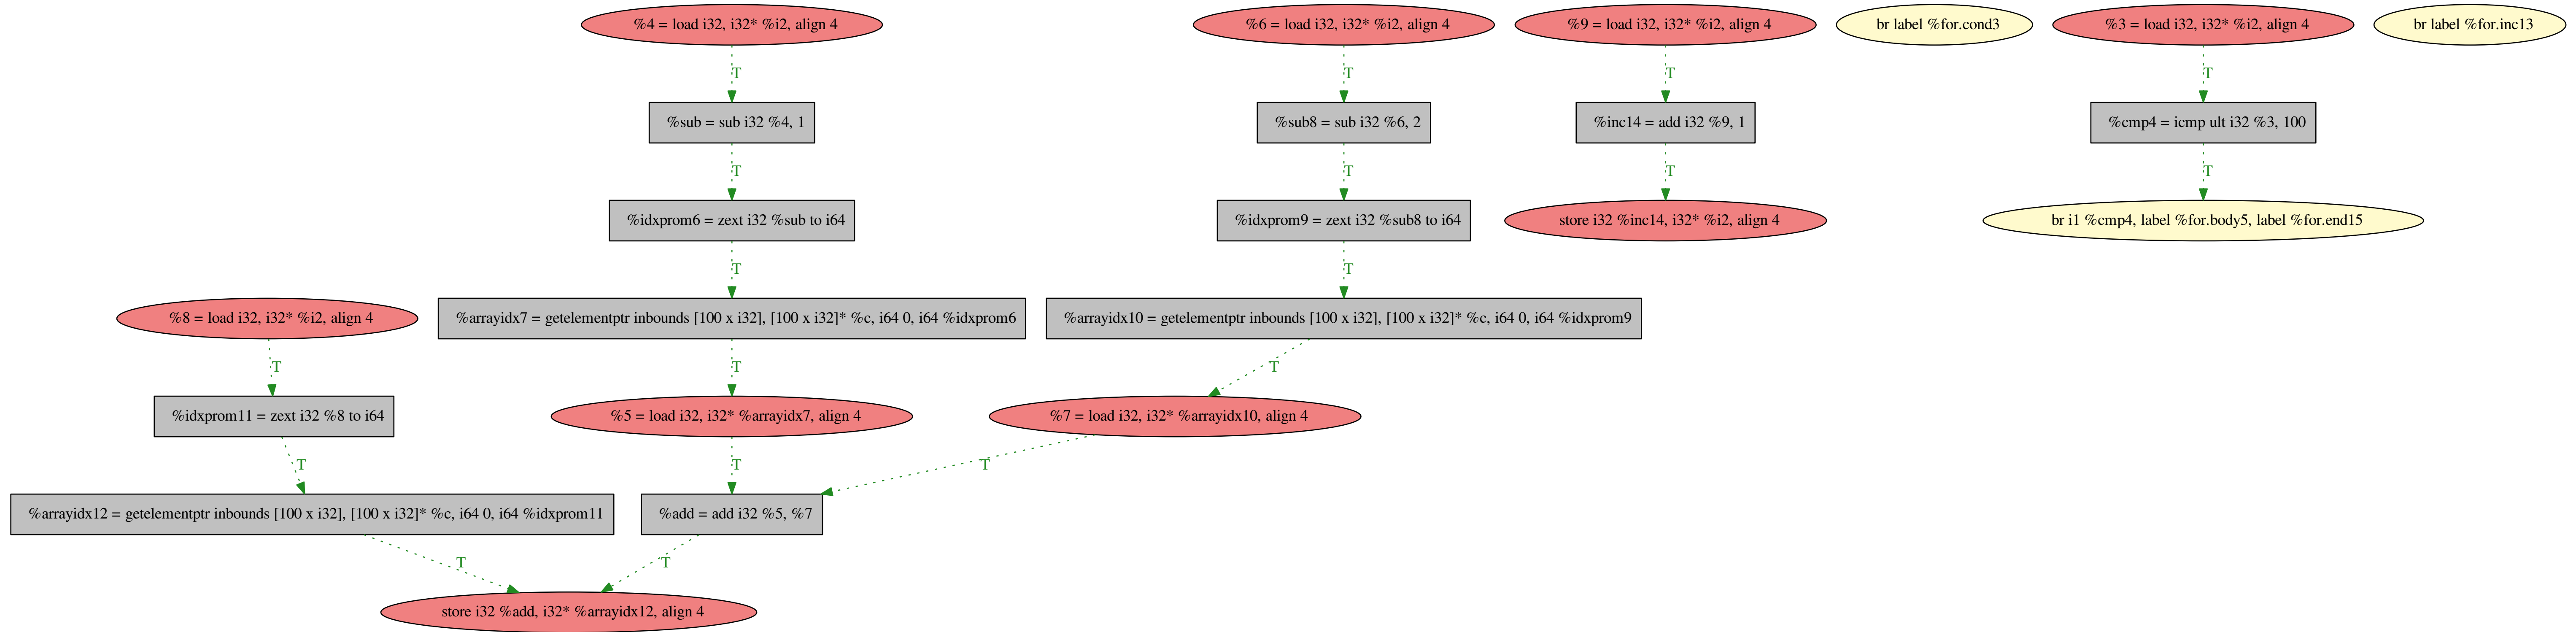 %4 = load i32, i32* %i2, align 4
%6 = load i32, i32* %i2, align 4
%9 = load i32, i32* %i2, align 4
br label %for.cond3
%3 = load i32, i32* %i2, align 4
br label %for.inc13
T
T
T
T
%sub = sub i32 %4, 1
%sub8 = sub i32 %6, 2
%inc14 = add i32 %9, 1
%cmp4 = icmp ult i32 %3, 100
T
T
T
T
%idxprom6 = zext i32 %sub to i64
%idxprom9 = zext i32 %sub8 to i64
store i32 %inc14, i32* %i2, align 4
br i1 %cmp4, label %for.body5, label %for.end15
T
T
%8 = load i32, i32* %i2, align 4
%arrayidx7 = getelementptr inbounds [100 x i32], [100 x i32]* %c, i64 0, i64 %idxprom6
%arrayidx10 = getelementptr inbounds [100 x i32], [100 x i32]* %c, i64 0, i64 %idxprom9
T
T
T
%idxprom11 = zext i32 %8 to i64
%5 = load i32, i32* %arrayidx7, align 4
%7 = load i32, i32* %arrayidx10, align 4
T
T
T
%arrayidx12 = getelementptr inbounds [100 x i32], [100 x i32]* %c, i64 0, i64 %idxprom11
%add = add i32 %5, %7
T
T
store i32 %add, i32* %arrayidx12, align 4